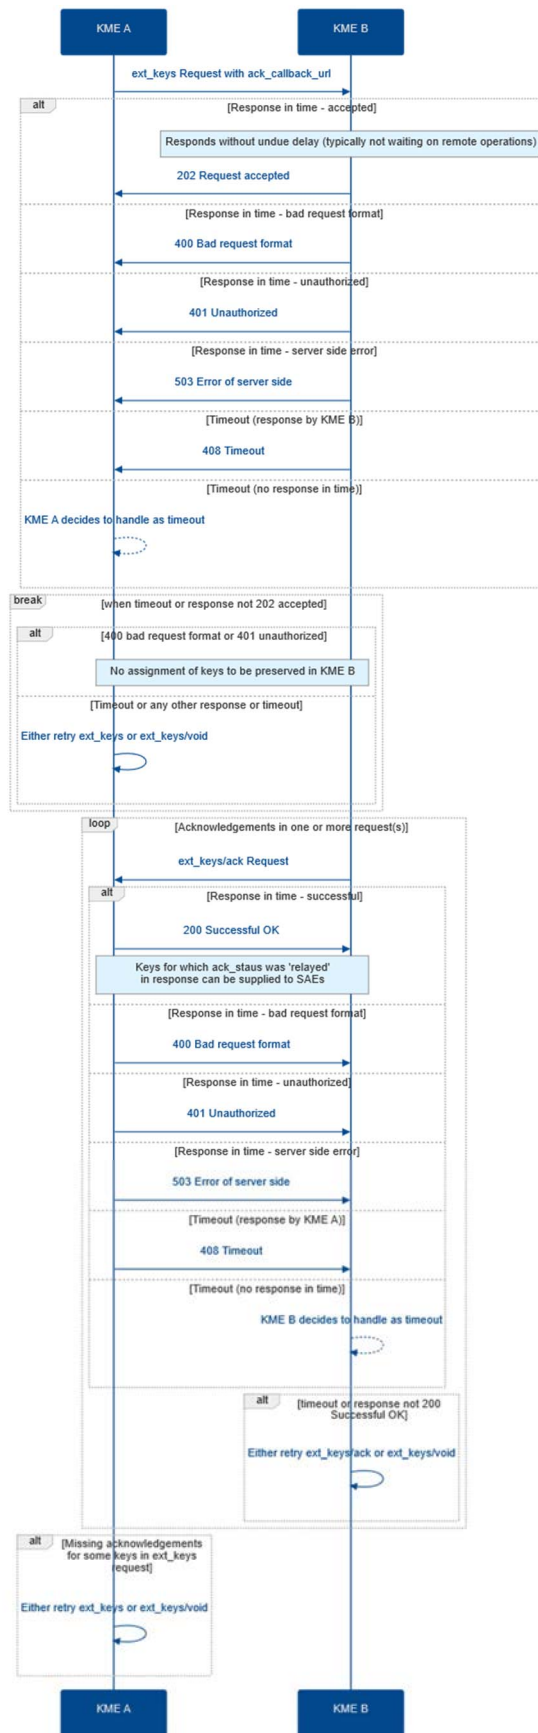 KME A
KME B
ext_keys Request with ack_callback_url
alt
[Response in time - accepted]
Responds without undue delay (typically not waiting on remote operations)
202 Request accepted
[Response in time - bad request format]
400 Bad request format
[Response in time - unauthorized]
401 Unauthorized
[Response in time - server side error]
503 Error of server side
[Timeout (response by KME B)]
408 Timeout
[Timeout (no response in time)]
KME A decides to handle as timeout
break
[when timeout or response not 202 accepted]
alt
[400 bad request format or 401 unauthorized]
No assignment of keys to be preserved in KME B
[Timeout or any other response or timeout]
Either retry ext_keys or ext_keys/void
loop
[Acknowledgements in one or more request(s)]
ext_keys/ack Request
alt
[Response in time - successful]
200 Successful OK
Keys for which ack_staus was 'relayed'
in response can be supplied to SAEs
[Response in time - bad request format]
400 Bad request format
[Response in time - unauthorized]
401 Unauthorized
[Response in time - server side error]
503 Error of server side
[Timeout (response by KME A)]
408 Timeout
[Timeout (no response in time)]
KME B decides to handle as timeout
alt
[timeout or response not 200
Successful OK]
Either retry ext_keys/ack or ext_keys/void
alt
[Missing acknowledgements
for some keys in ext_keys
request]
Either retry ext_keys or ext_keys/void
KME A
KME B